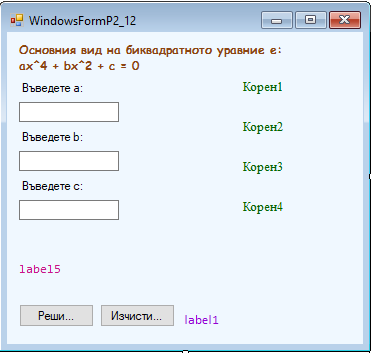 WindowsFormP2_12
Основния вид на биквадратното уравние е:
ax^4 + bx^2 + c = 0
Въведете a:
Корен1
Корен2
Въведете b:
Корен3
Въведете c:
Корен4
label5
Реши...
Изчисти...
label1